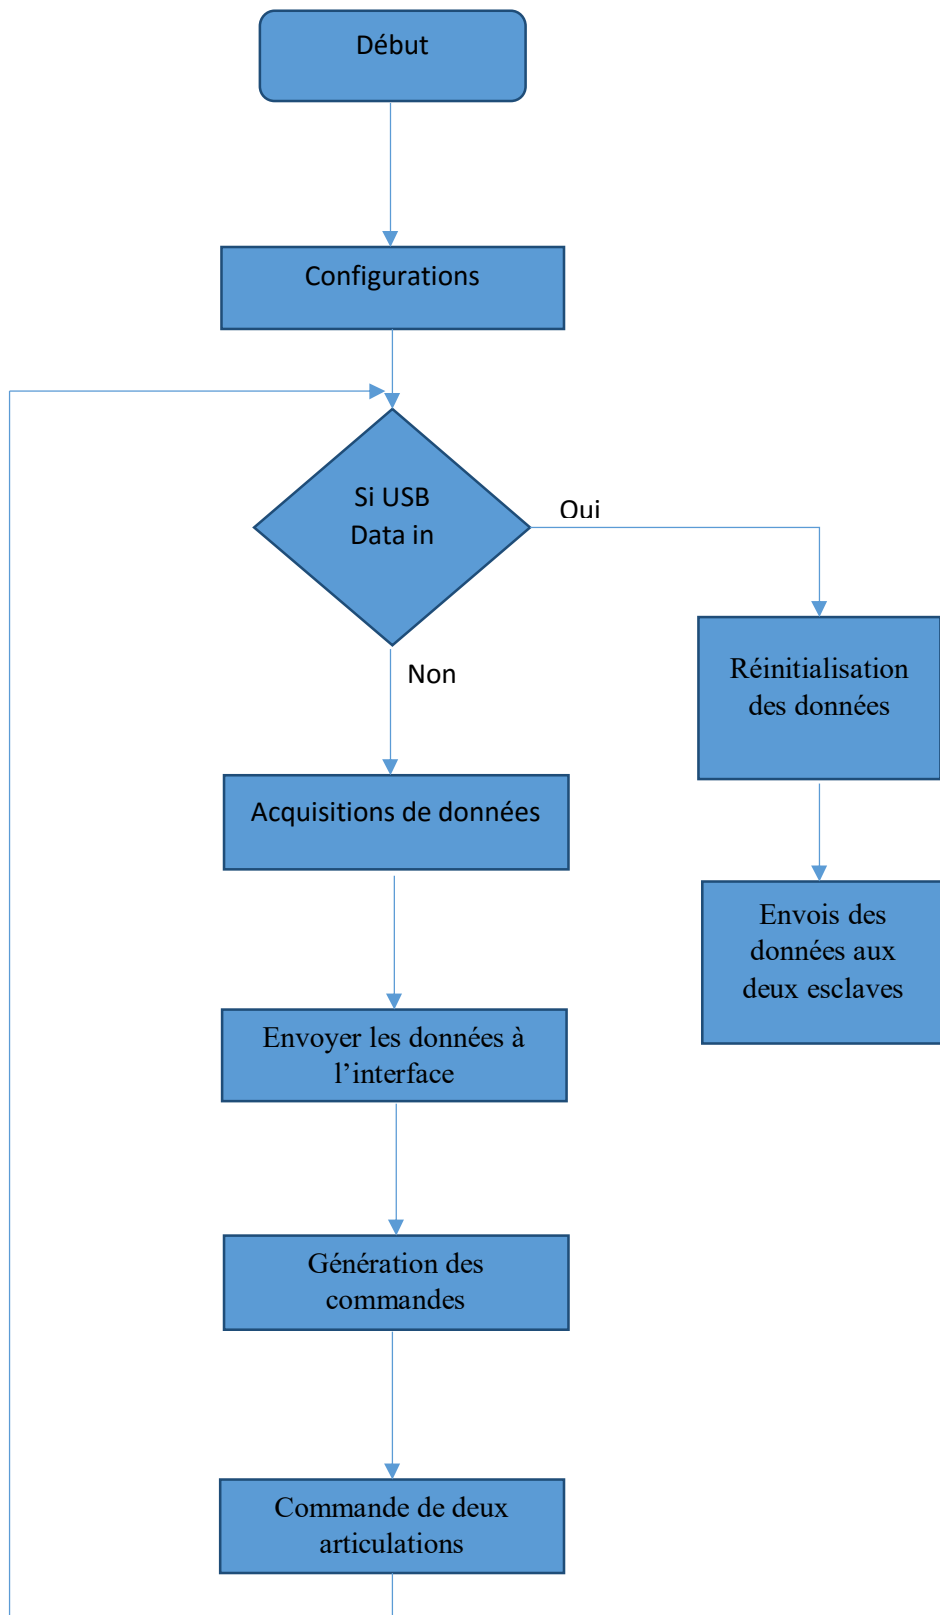 Début
Configurations
Si USB
Data in
Oui
Non
Réinitialisation
des données
Acquisitions de données
Envois des
données aux
deux esclaves
Envoyer les données à
l’interface
Génération des
commandes
Commande de deux
articulations